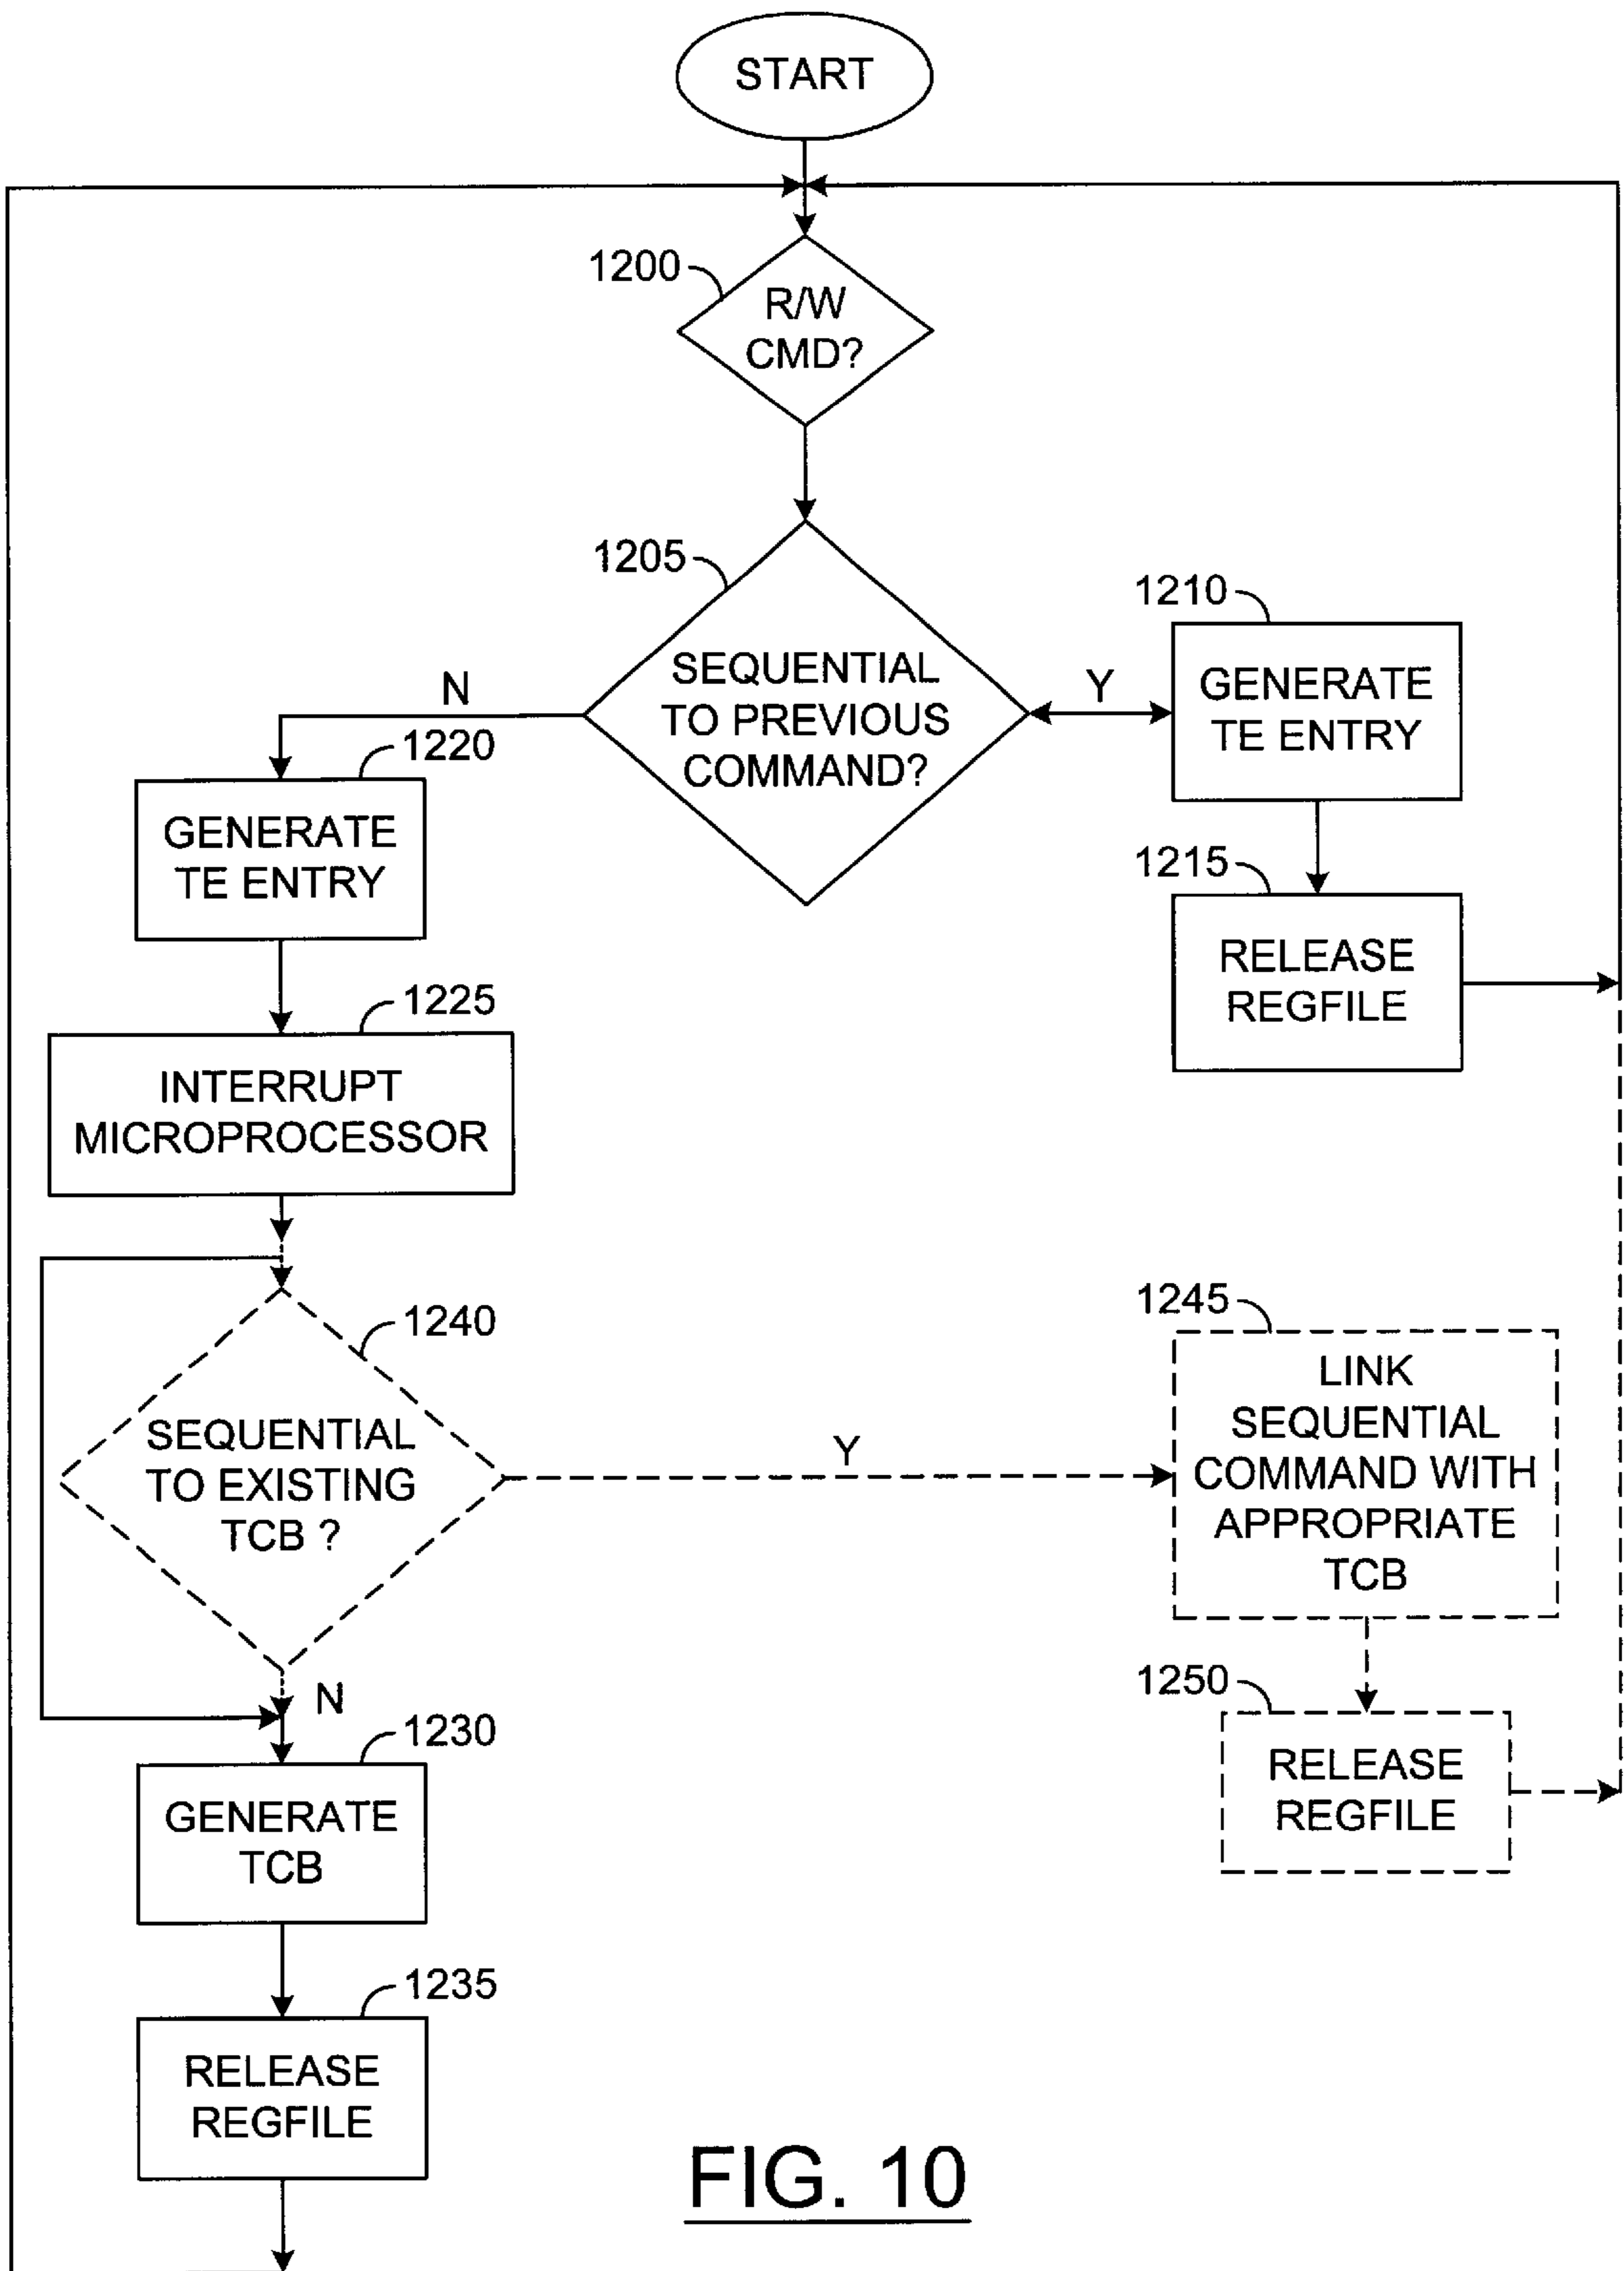 START
1200
R/W
CMD?
1205
SEQUENTIAL
TO PREVIOUS
COMMAND?
Y
1210
GENERATE
TE ENTRY
1215
RELEASE
REGFILE
N
1220
GENERATE
TE ENTRY
1225
INTERRUPT
MICROPROCESSOR
1240
SEQUENTIAL
TO EXISTING
TCB ?
Y
1245
LINK
SEQUENTIAL
COMMAND WITH
APPROPRIATE
TCB
1250
RELEASE
REGFILE
N
1230
GENERATE
TCB
1235
RELEASE
REGFILE
FIG. 10